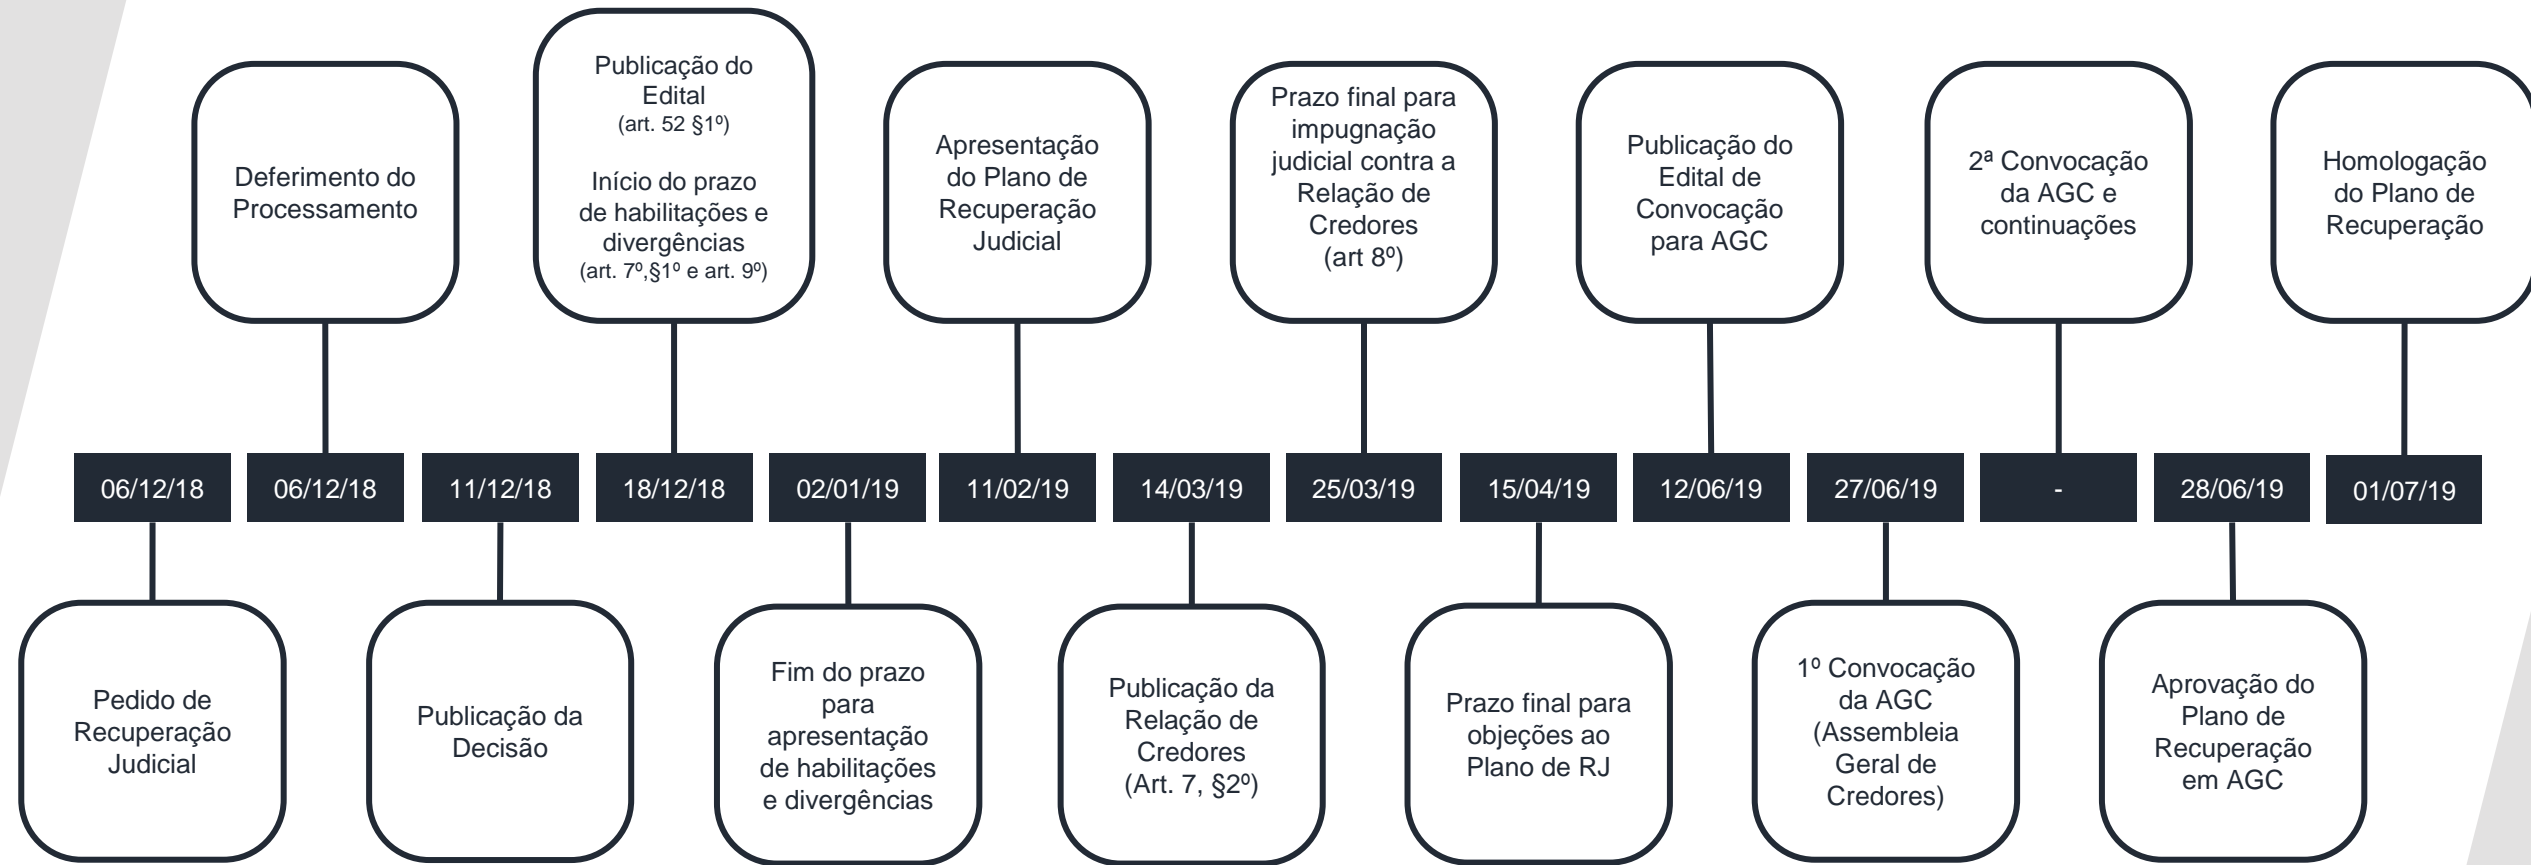 Deferimento do
Processamento
Publicação do
Edital
(art. 52 §1º)
Início do prazo
de habilitações e
divergências
(art. 7º,§1º e art. 9º)
Apresentação
do Plano de
Recuperação
Judicial
Prazo final para
impugnação
judicial contra a
Relação de
Credores
(art 8º)
Publicação do
Edital de
Convocação
para AGC
2ª Convocação
da AGC e
continuações
Homologação
do Plano de
Recuperação
06/12/18
06/12/18
11/12/18
18/12/18
02/01/19
11/02/19
14/03/19
25/03/19
15/04/19
12/06/19
27/06/19
-
28/06/19
01/07/19
Pedido de
Recuperação
Judicial
Publicação da
Decisão
Fim do prazo
para
apresentação
de habilitações
e divergências
Publicação da
Relação de
Credores
(Art. 7, §2º)
Prazo final para
objeções ao
Plano de RJ
1º Convocação
da AGC
(Assembleia
Geral de
Credores)
Aprovação do
Plano de
Recuperação
em AGC